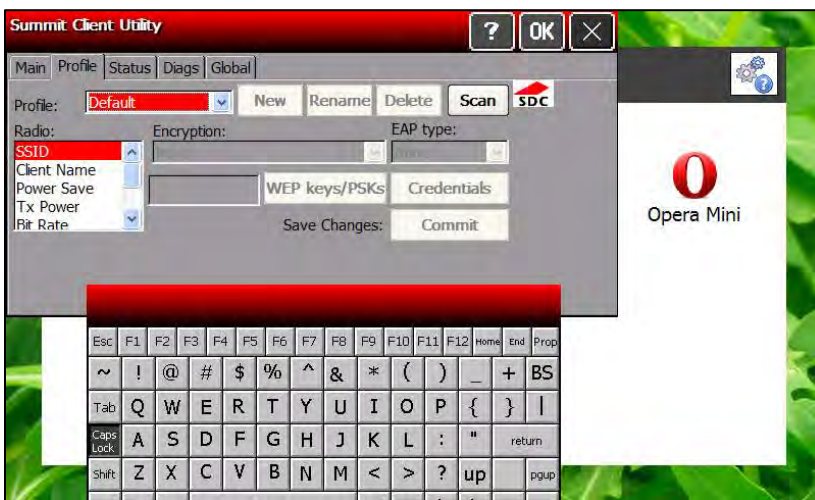 Summit Client Utility ? OK
Main Profile Status Diags Global
Profile: Default New Rename Delete Scan SDC
Radio: Encryption: EAP type:
SSID
Client Name
Power Save
Tx Power
Bit Rate
WEP keys/PSKs Credentials
Save Changes: Commit
Opera Mini
Esc F1 F2 F3 F4 F5 F6 F7 F8 F9 F10 F11 F12 Home End Prop
~ ! @ # $ % ^ & * ( ) _ + BS
Tab Q W E R T Y U I O P { } |
Caps Lock A S D F G H J K L : " return
Shift Z X C V B N M < > ? up pgup